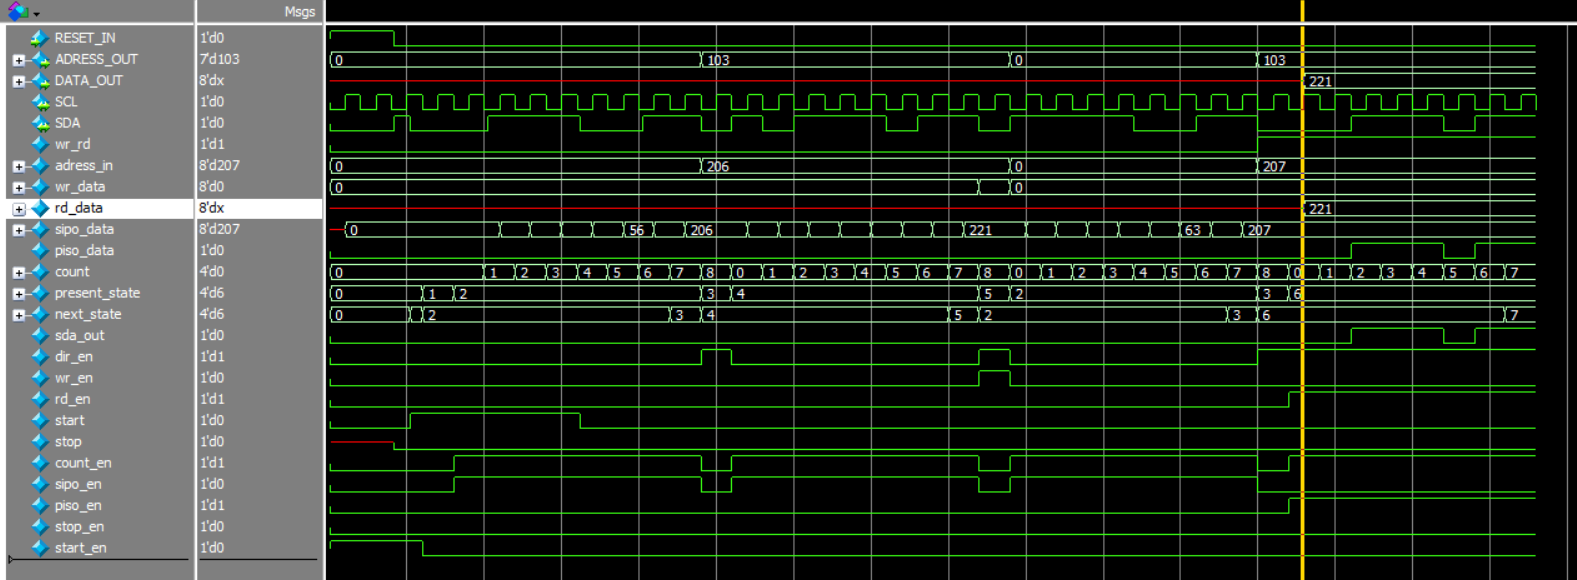 Msgs
RESET_IN 1'd0
ADRESS_OUT 7'd103 0 103 0 103
DATA_OUT 8'dx 221
SCL 1'd0
SDA 1'd0
wr_rd 1'd1
adress_in 8'd207 0 206 0 207
wr_data 8'd0 0 0
rd_data 8'dx 221
sipo_data 8'd207 0 56 206 221 63 207
piso_data 1'd0
count 4'd0 0 1 2 3 4 5 6 7 8 0 1 2 3 4 5 6 7 8 0 1 2 3 4 5 6 7 8 0 1 2 3 4 5 6 7
present_state 4'd6 0 1 2 3 4 5 2 3 6
next_state 4'd6 0 2 3 4 5 2 3 6 7
sda_out 1'd0
dir_en 1'd1
wr_en 1'd0
rd_en 1'd1
start 1'd0
stop 1'd0
count_en 1'd1
sipo_en 1'd0
piso_en 1'd1
stop_en 1'd0
start_en 1'd0